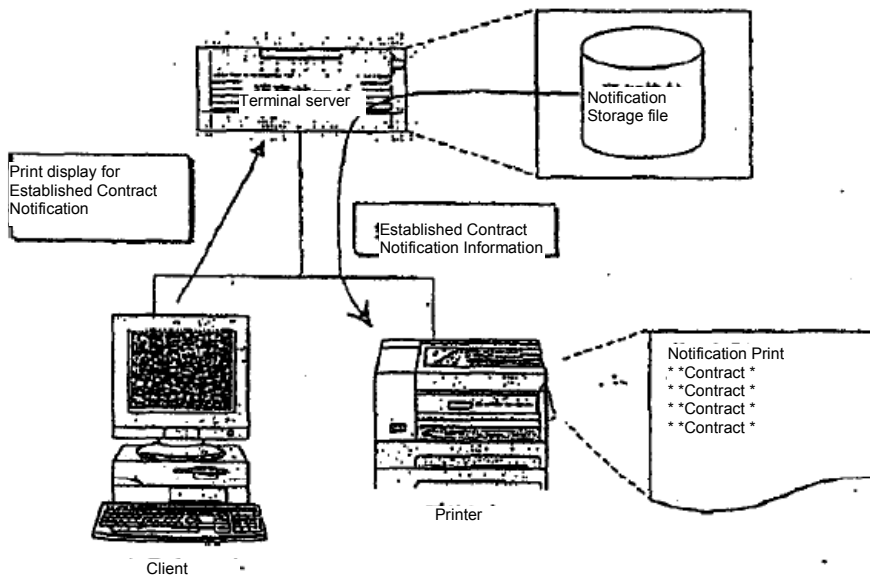 Terminal server
Notification
Storage file
Print display for
Established Contract
Notification
Established Contract
Notification Information
Notification Print
* *Contract *
* *Contract *
* *Contract *
* *Contract *
Printer
Client